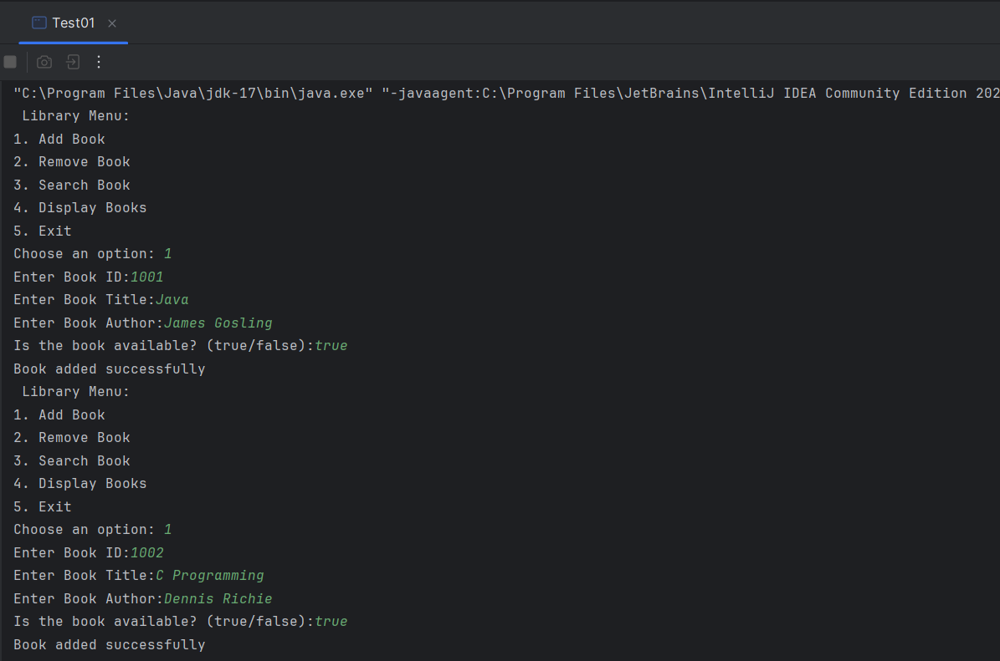 Test01
"C:\Program Files\Java\jdk-17\bin\java.exe" "-javaagent:C:\Program Files\JetBrains\IntelliJ IDEA Community Edition 202
Library Menu:
1. Add Book
2. Remove Book
3. Search Book
4. Display Books
5. Exit
Choose an option: 1
Enter Book ID:1001
Enter Book Title:Java
Enter Book Author:James Gosling
Is the book available? (true/false):true
Book added successfully
Library Menu:
1. Add Book
2. Remove Book
3. Search Book
4. Display Books
5. Exit
Choose an option: 1
Enter Book ID:1002
Enter Book Title:C Programming
Enter Book Author:Dennis Richie
Is the book available? (true/false):true
Book added successfully